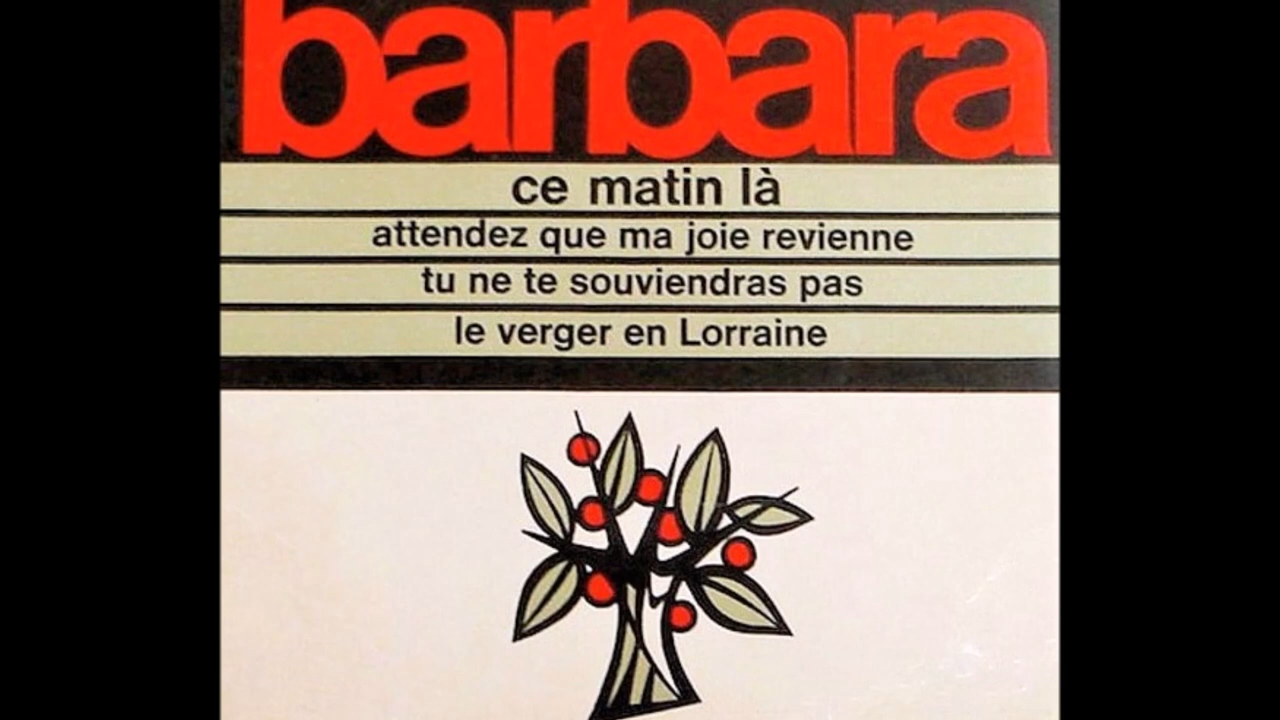 barbara
ce matin là
attendez que ma joie revienne
tu ne te souviendras pas
le verger en Lorraine